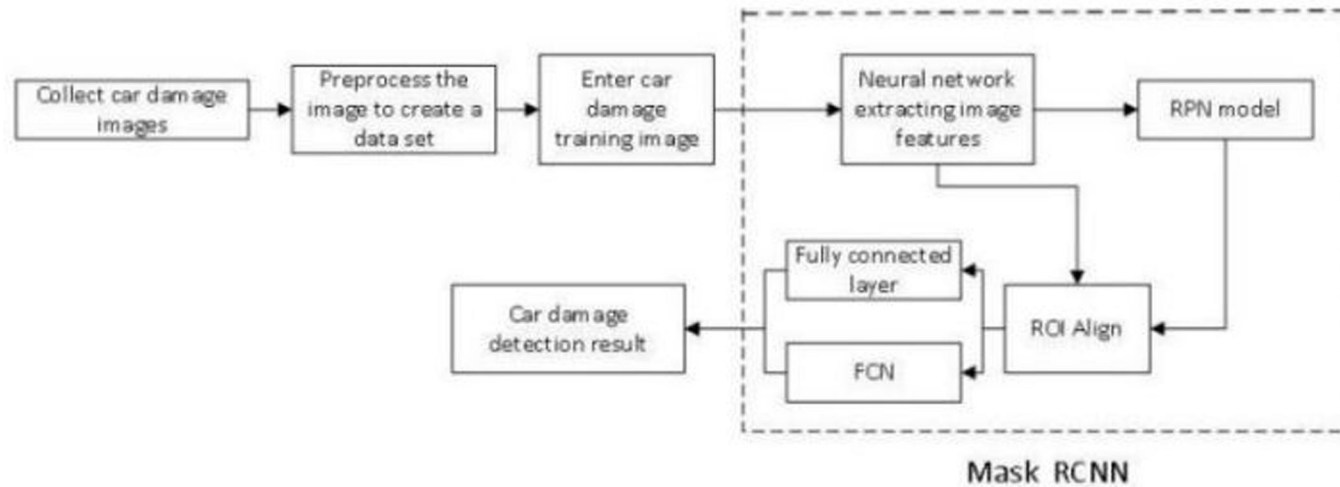 Collect car damage
images
Preprocess the
image to create a
data set
Enter car
damage
training image
Neural network
extracting image
features
RPN model
Fully connected
layer
Car damage
detection result
ROI Align
FCN
Mask RCNN